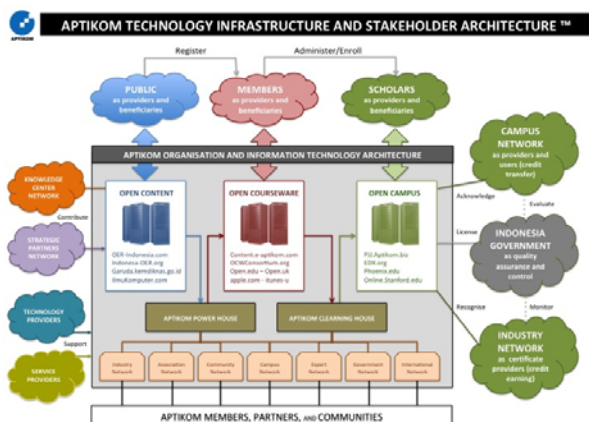 APTIKOM
APTIKOM TECHNOLOGY INFRASTRUCTURE AND STAKEHOLDER ARCHITECTURE ™
Register
Administer/Enroll
PUBLIC
as providers and
beneficiaries
MEMBERS
as providers and
beneficiaries
SCHOLARS
as providers and
beneficiaries
APTIKOM ORGANISATION AND INFORMATION TECHNOLOGY ARCHITECTURE
KNOWLEDGE
CENTER NETWORK
Contribute
STRATEGIC
PARTNERS
NETWORK
TECHNOLOGY
PROVIDERS
Support
SERVICE
PROVIDERS
OPEN CONTENT
OER-Indonesia.com
Indonesia-OER.org
Garuda.kemdiknas.go.id
IlmuKomputer.com
OPEN COURSEWARE
Content.e-aptikom.com
OCWConsortium.org
Open.edu – Open.uk
apple.com - itunes-u
OPEN CAMPUS
PJJ.Aptikom.biz
EDX.org
Phoenix.edu
Online.Stanford.edu
APTIKOM POWER HOUSE
APTIKOM CLEARNING HOUSE
Industry
Network
Association
Network
Community
Network
Campus
Network
Expert
Network
Government
Network
International
Network
APTIKOM MEMBERS, PARTNERS, AND COMMUNITIES
CAMPUS
NETWORK
as providers and
users (credit
transfer)
Acknowledge
Evaluate
License
INDONESIA
GOVERNMENT
as quality
assurance and
control
Recognise
Monitor
INDUSTRY
NETWORK
as certificate
providers (credit
earning)